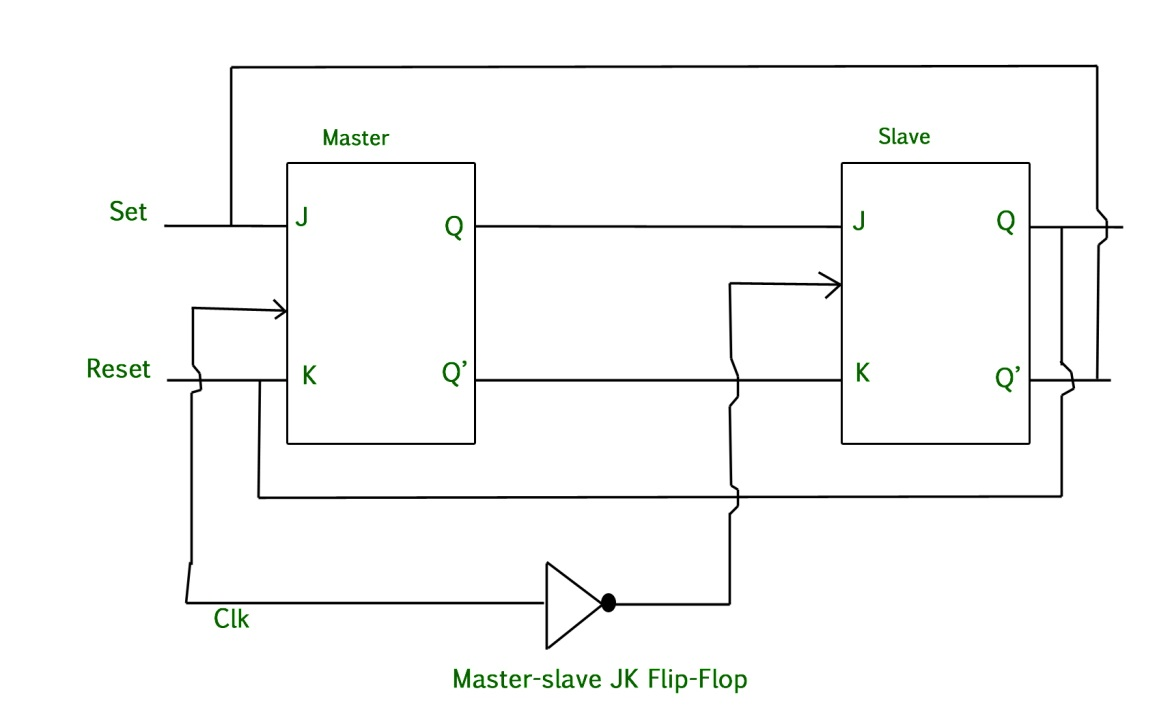 Master
Slave
Set
J
Q
J
Q
Reset
K
Q’
K
Q’
Clk
Master-slave JK Flip-Flop